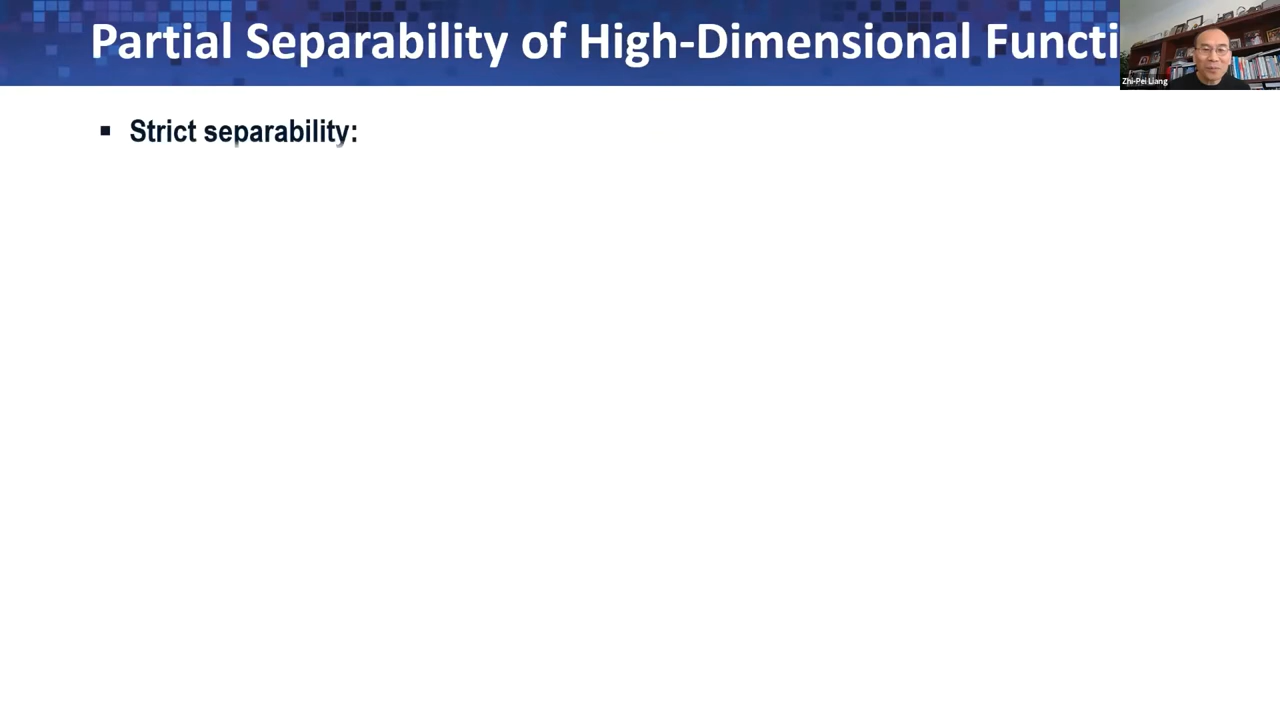 Partial Separability of High-Dimensional Functi
Zhi-Pei Liang
▪ Strict separability: